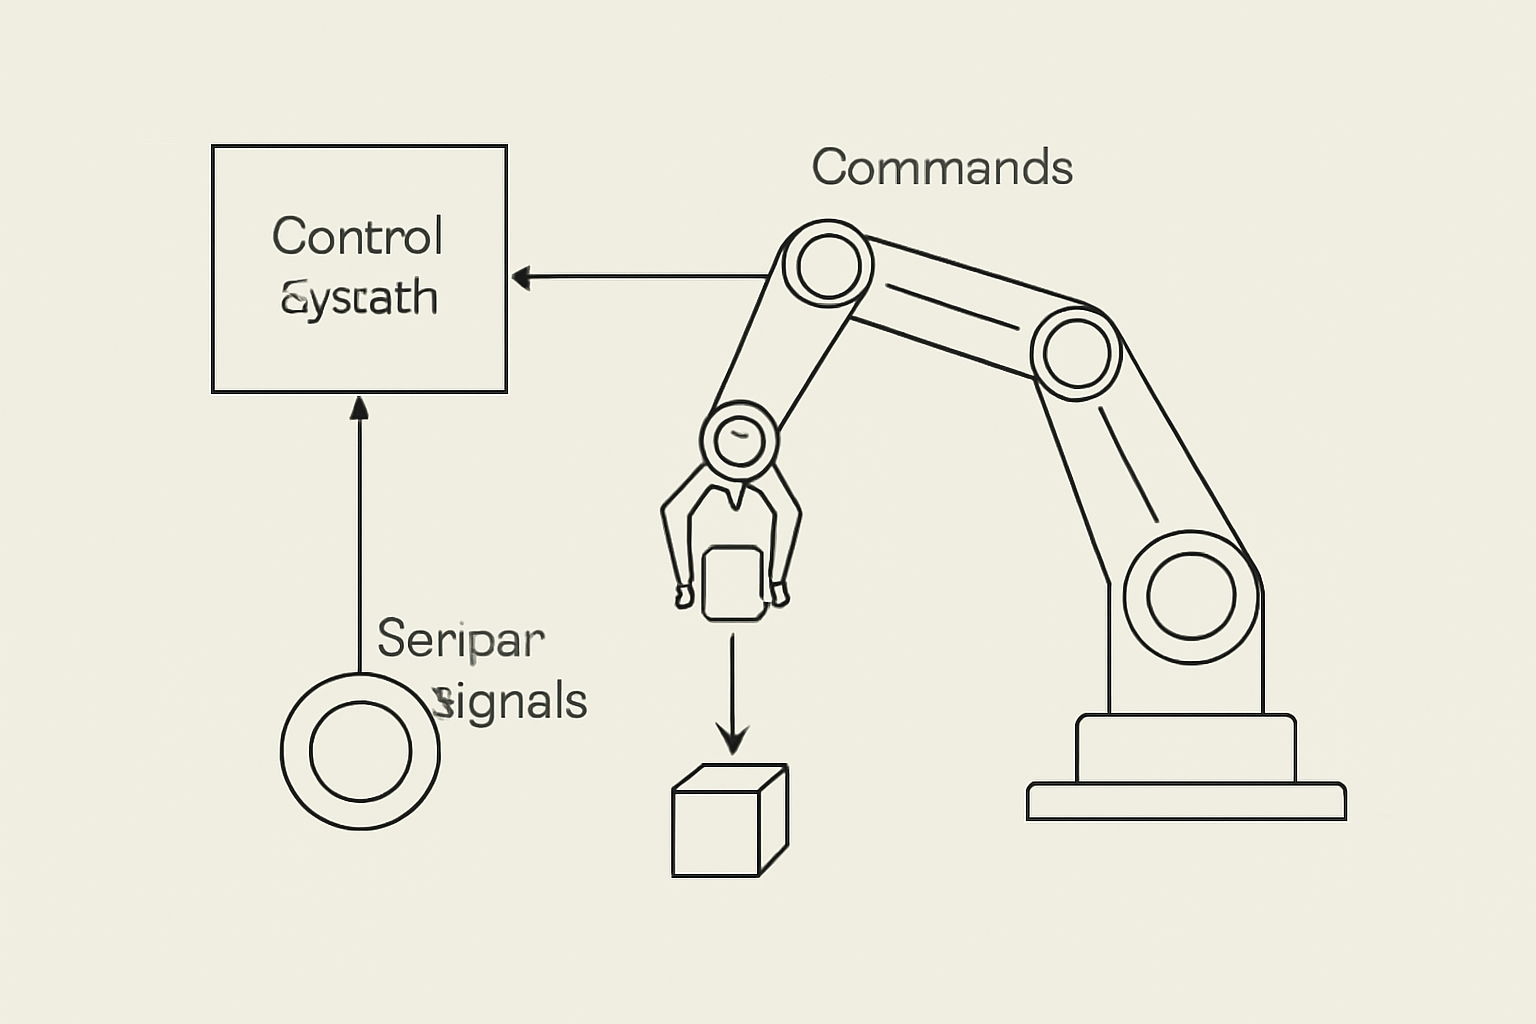 Control
Commands
Seripar
signals